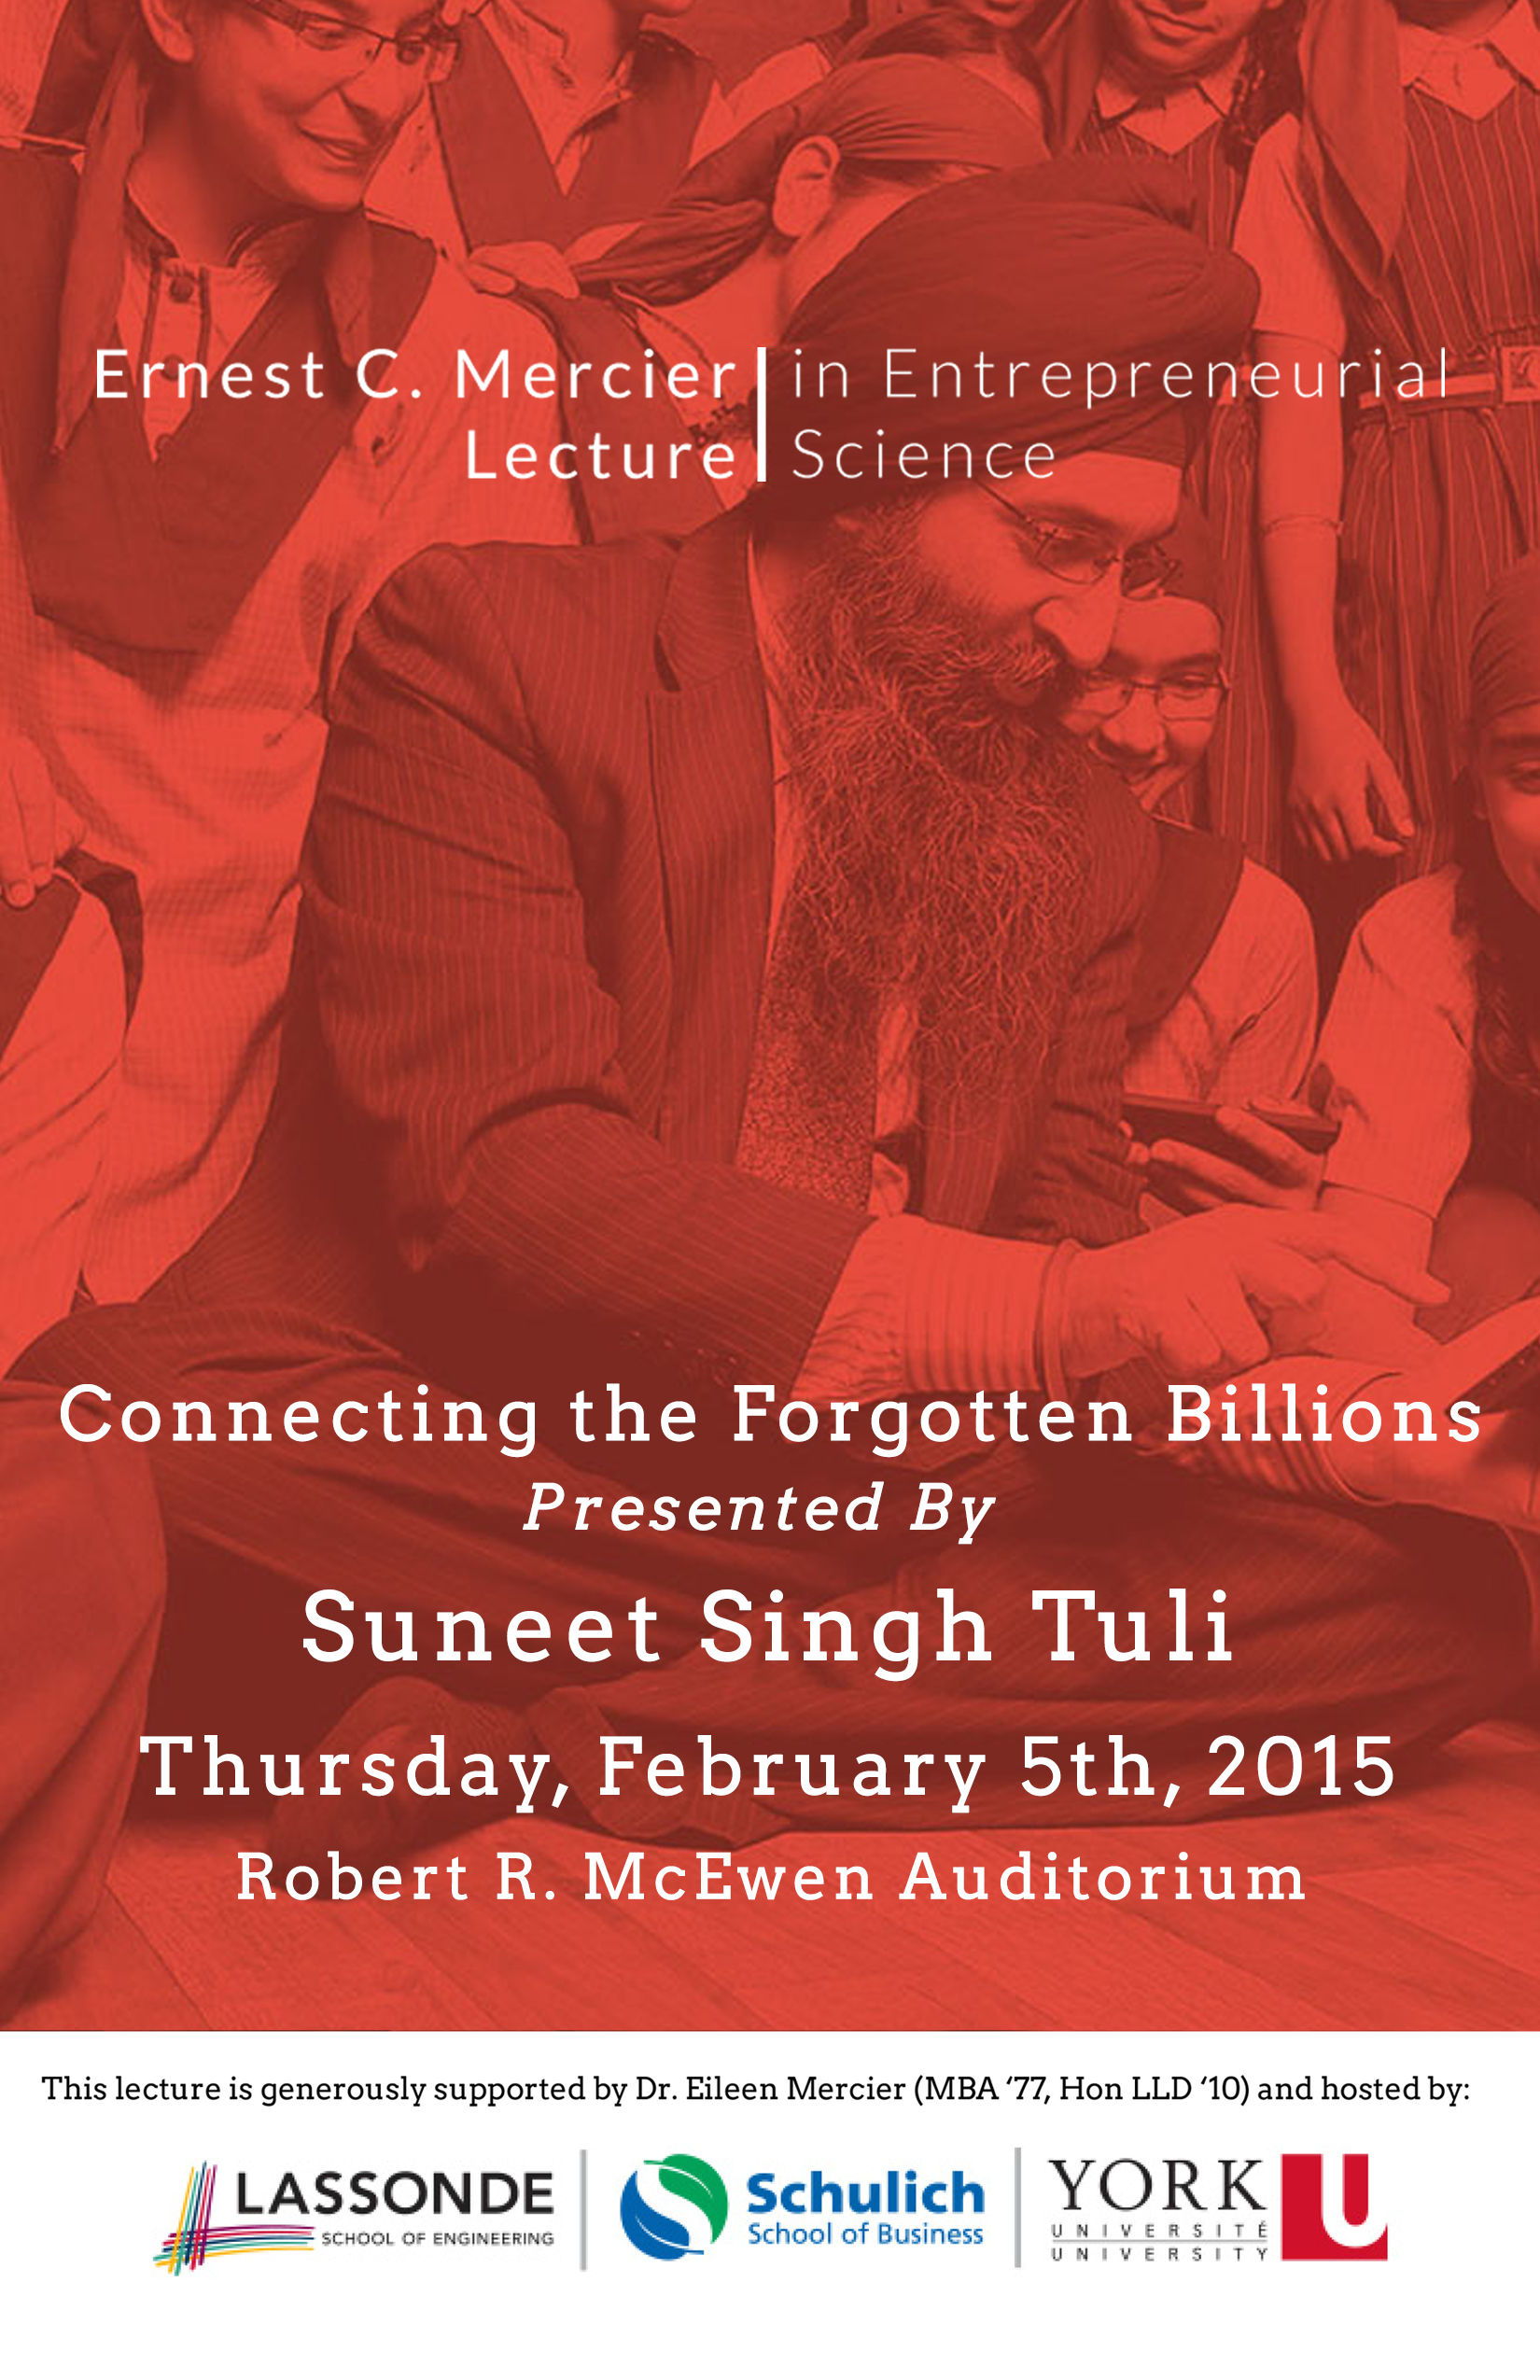 Ernest C. Mercier
Lecture
in Entrepreneurial
Science
Connecting the Forgotten Billions
Presented By
Suneet Singh Tuli
Thursday, February 5th, 2015
Robert R. McEwen Auditorium
This lecture is generously supported by Dr. Eileen Mercier (MBA ‘77, Hon LLD ‘10) and hosted by:
LASSONDE
SCHOOL OF ENGINEERING
Schulich
School of Business
YORK
UNIVERSITÉ
UNIVERSITY
U